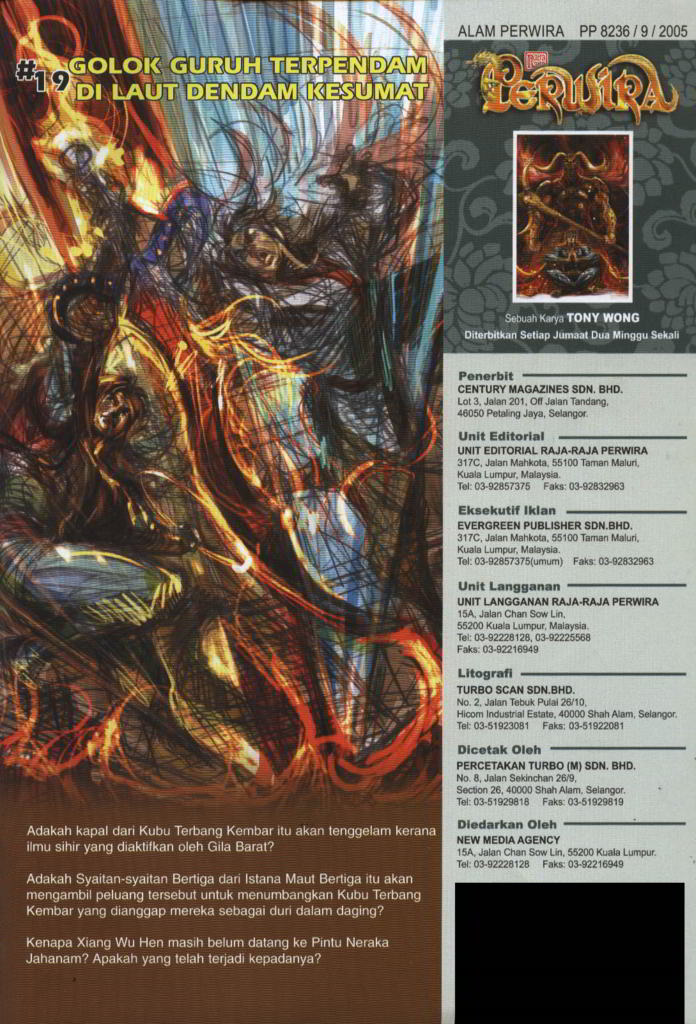 #19 GOLOK GURUH TERPENDAM
DI LAUT DENDAM KESUMAT
Adakah kapal dari Kubu Terbang Kembar itu akan tenggelam kerana
ilmu sihir yang diaktifkan oleh Gila Barat?
Adakah Syaitan-syaitan Bertiga dari Istana Maut Bertiga itu akan
mengambil peluang tersebut untuk menumbangkan Kubu Terbang
Kembar yang dianggap mereka sebagai duri dalam daging?
Kenapa Xiang Wu Hen masih belum datang ke Pintu Neraka
Jahanam? Apakah yang telah terjadi kepadanya?
ALAM PERWIRA PP 8236 / 9 / 2005
PERWIRA
Sebuah Karya TONY WONG
Diterbitkan Setiap Jumaat Dua Minggu Sekali
Penerbit
CENTURY MAGAZINES SDN. BHD.
Lot 3, Jalan 201, Off Jalan Tandang,
46050 Petaling Jaya, Selangor.
Unit Editorial
UNIT EDITORIAL RAJA-RAJA PERWIRA
317C, Jalan Mahkota, 55100 Taman Maluri,
Kuala Lumpur, Malaysia.
Tel: 03-92857375 Faks: 03-92832963
Eksekutif Iklan
EVERGREEN PUBLISHER SDN.BHD.
317C, Jalan Mahkota, 55100 Taman Maluri,
Kuala Lumpur, Malaysia.
Tel: 03-92857375(umum) Faks: 03-92832963
Unit Langganan
UNIT LANGGANAN RAJA-RAJA PERWIRA
15A, Jalan Chan Sow Lin,
55200 Kuala Lumpur, Malaysia.
Tel: 03-92228128, 03-92225568
Faks: 03-92216949
Litografi
TURBO SCAN SDN.BHD.
No. 2, Jalan Tebuk Pulai 26/10,
Hicom Industrial Estate, 40000 Shah Alam, Selangor.
Tel: 03-51923081 Faks: 03-51922081
Dicetak Oleh
PERCETAKAN TURBO (M) SDN. BHD.
No. 8, Jalan Sekinchan 26/9,
Section 26, 40000 Shah Alam, Selangor.
Tel: 03-51929818 Faks: 03-51929819
Diedarkan Oleh
NEW MEDIA AGENCY
15A, Jalan Chan Sow Lin, 55200 Kuala Lumpur.
Tel: 03-92228128 Faks: 03-92216949